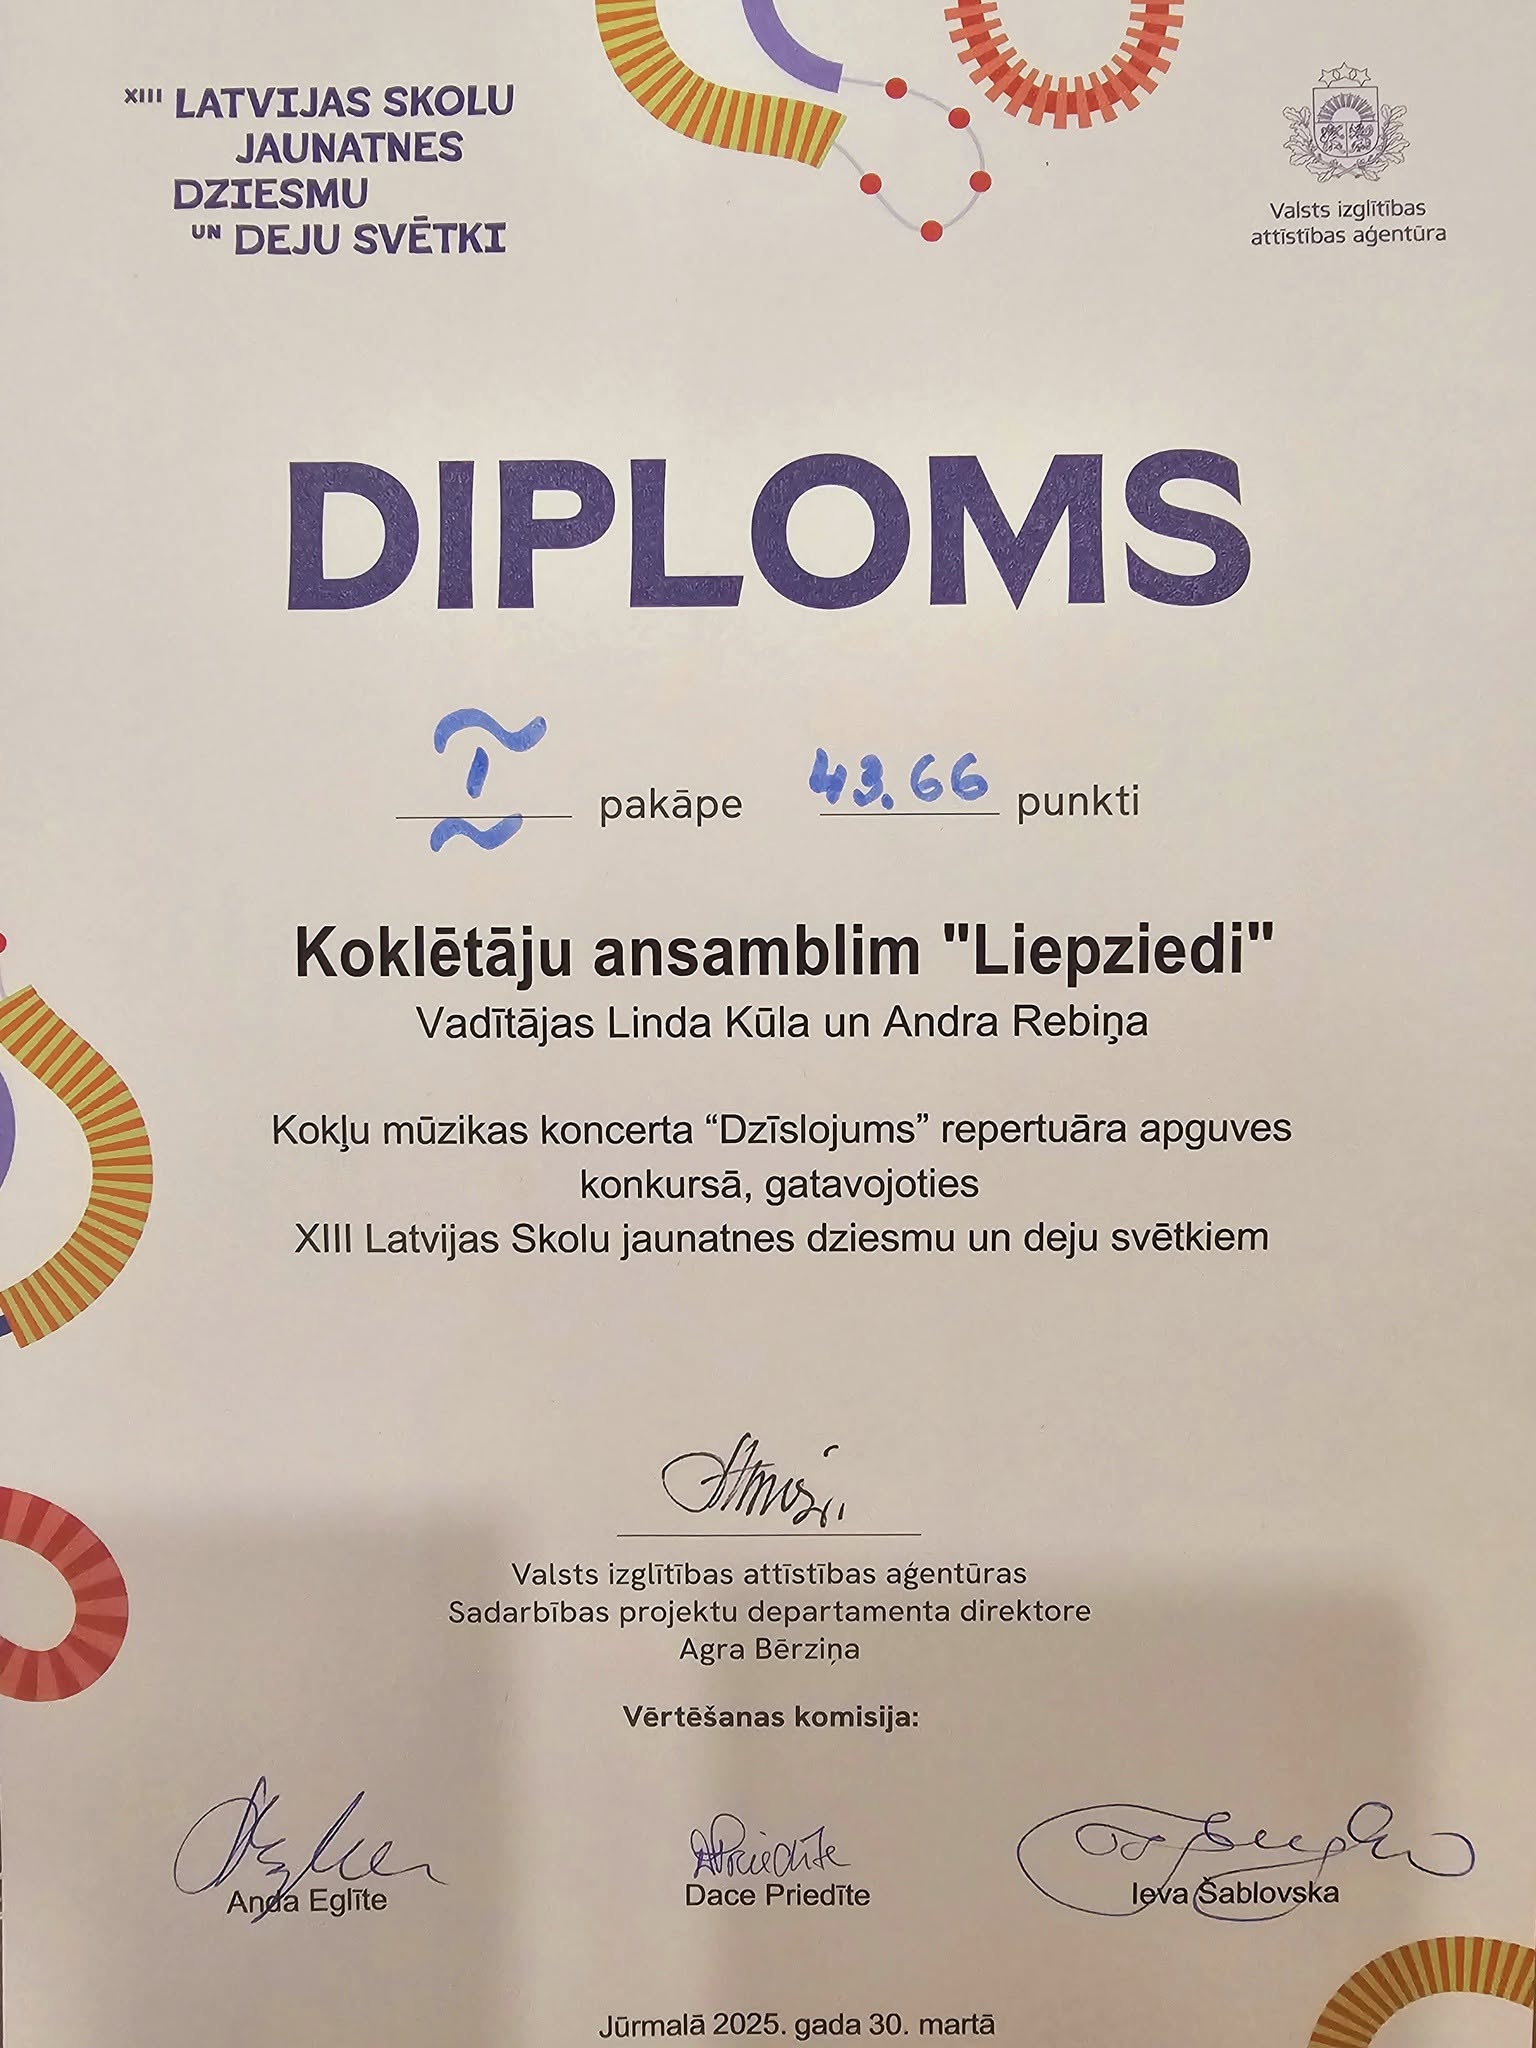 XIII LATVIJAS SKOLU
JAUNATNES
DZIESMU
UN DEJU SVĒTKI
Valsts izglītības
attīstības aģentūra
DIPLOMS
I pakāpe 43.66 punkti
Koklētāju ansamblim "Liepziedi"
Vadītājas Linda Kūla un Andra Rebiņa
Kokļu mūzikas koncerta “Dzīslojums” repertuāra apguves
konkursā, gatavojoties
XIII Latvijas Skolu jaunatnes dziesmu un deju svētkiem
Valsts izglītības attīstības aģentūras
Sadarbības projektu departamenta direktore
Agra Bērziņa
Vērtēšanas komisija:
Anda Eglīte
Dace Priedīte
Ieva Šablovska
Jūrmalā 2025. gada 30. martā